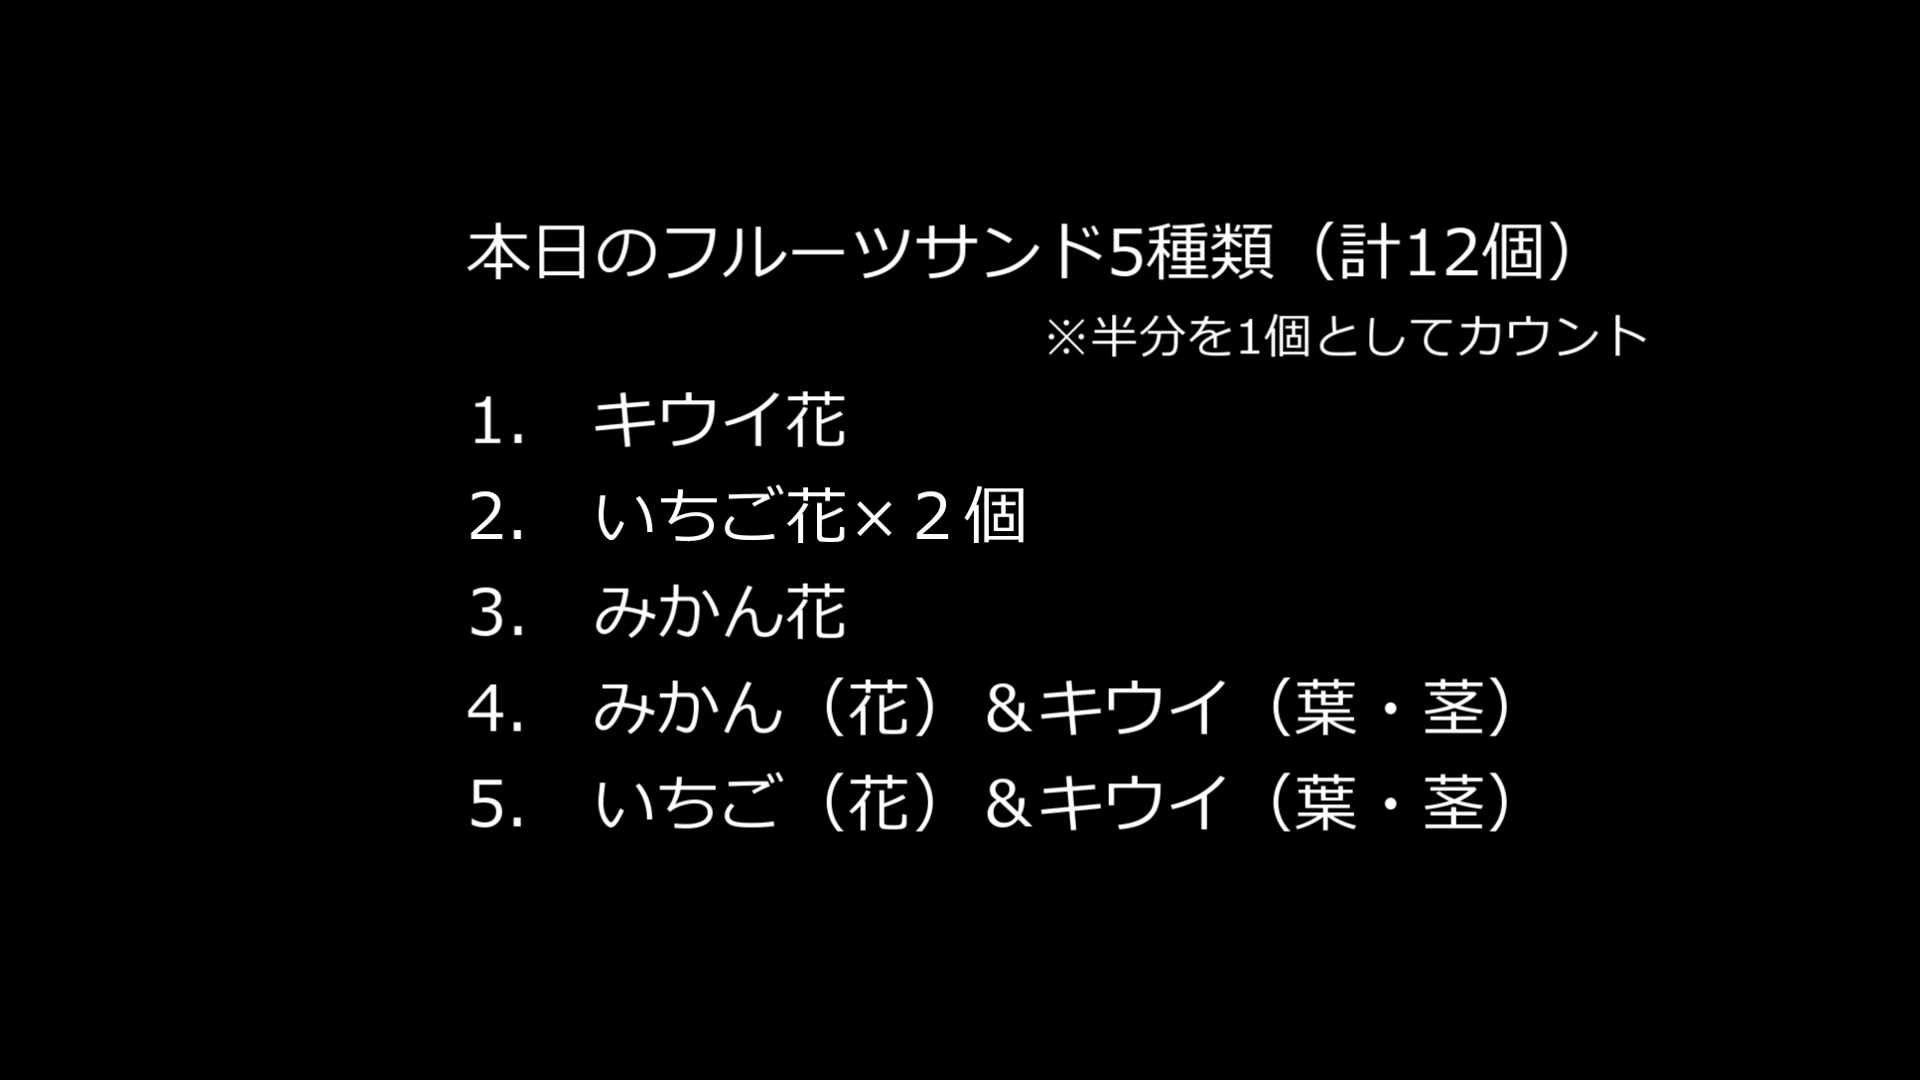 本日のフルーツサンド5種類（計12個）
※半分を1個としてカウント
1.　キウイ花
2.　いちご花×２個
3.　みかん花
4.　みかん（花）＆キウイ（葉・茎）
5.　いちご（花）＆キウイ（葉・茎）